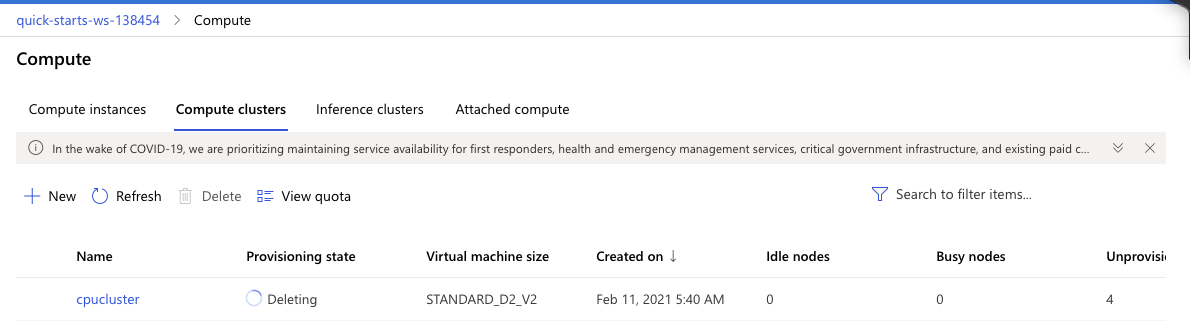 quick-starts-ws-138454 > Compute
Compute
Compute instances Compute clusters Inference clusters Attached compute
In the wake of COVID-19, we are prioritizing maintaining service availability for first responders, health and emergency management services, critical government infrastructure, and existing paid c...
New Refresh Delete View quota Search to filter items...
Name Provisioning state Virtual machine size Created on ↓ Idle nodes Busy nodes Unprovisi
cpucluster Deleting STANDARD_D2_V2 Feb 11, 2021 5:40 AM 0 0 4